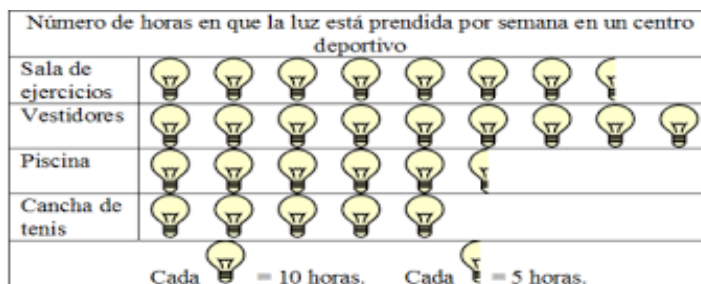 Número de horas en que la luz está prendida por semana en un centro
deportivo
Sala de
ejercicios
Vestidores
Piscina
Cancha de
tenis
Cada = 10 horas. Cada = 5 horas.